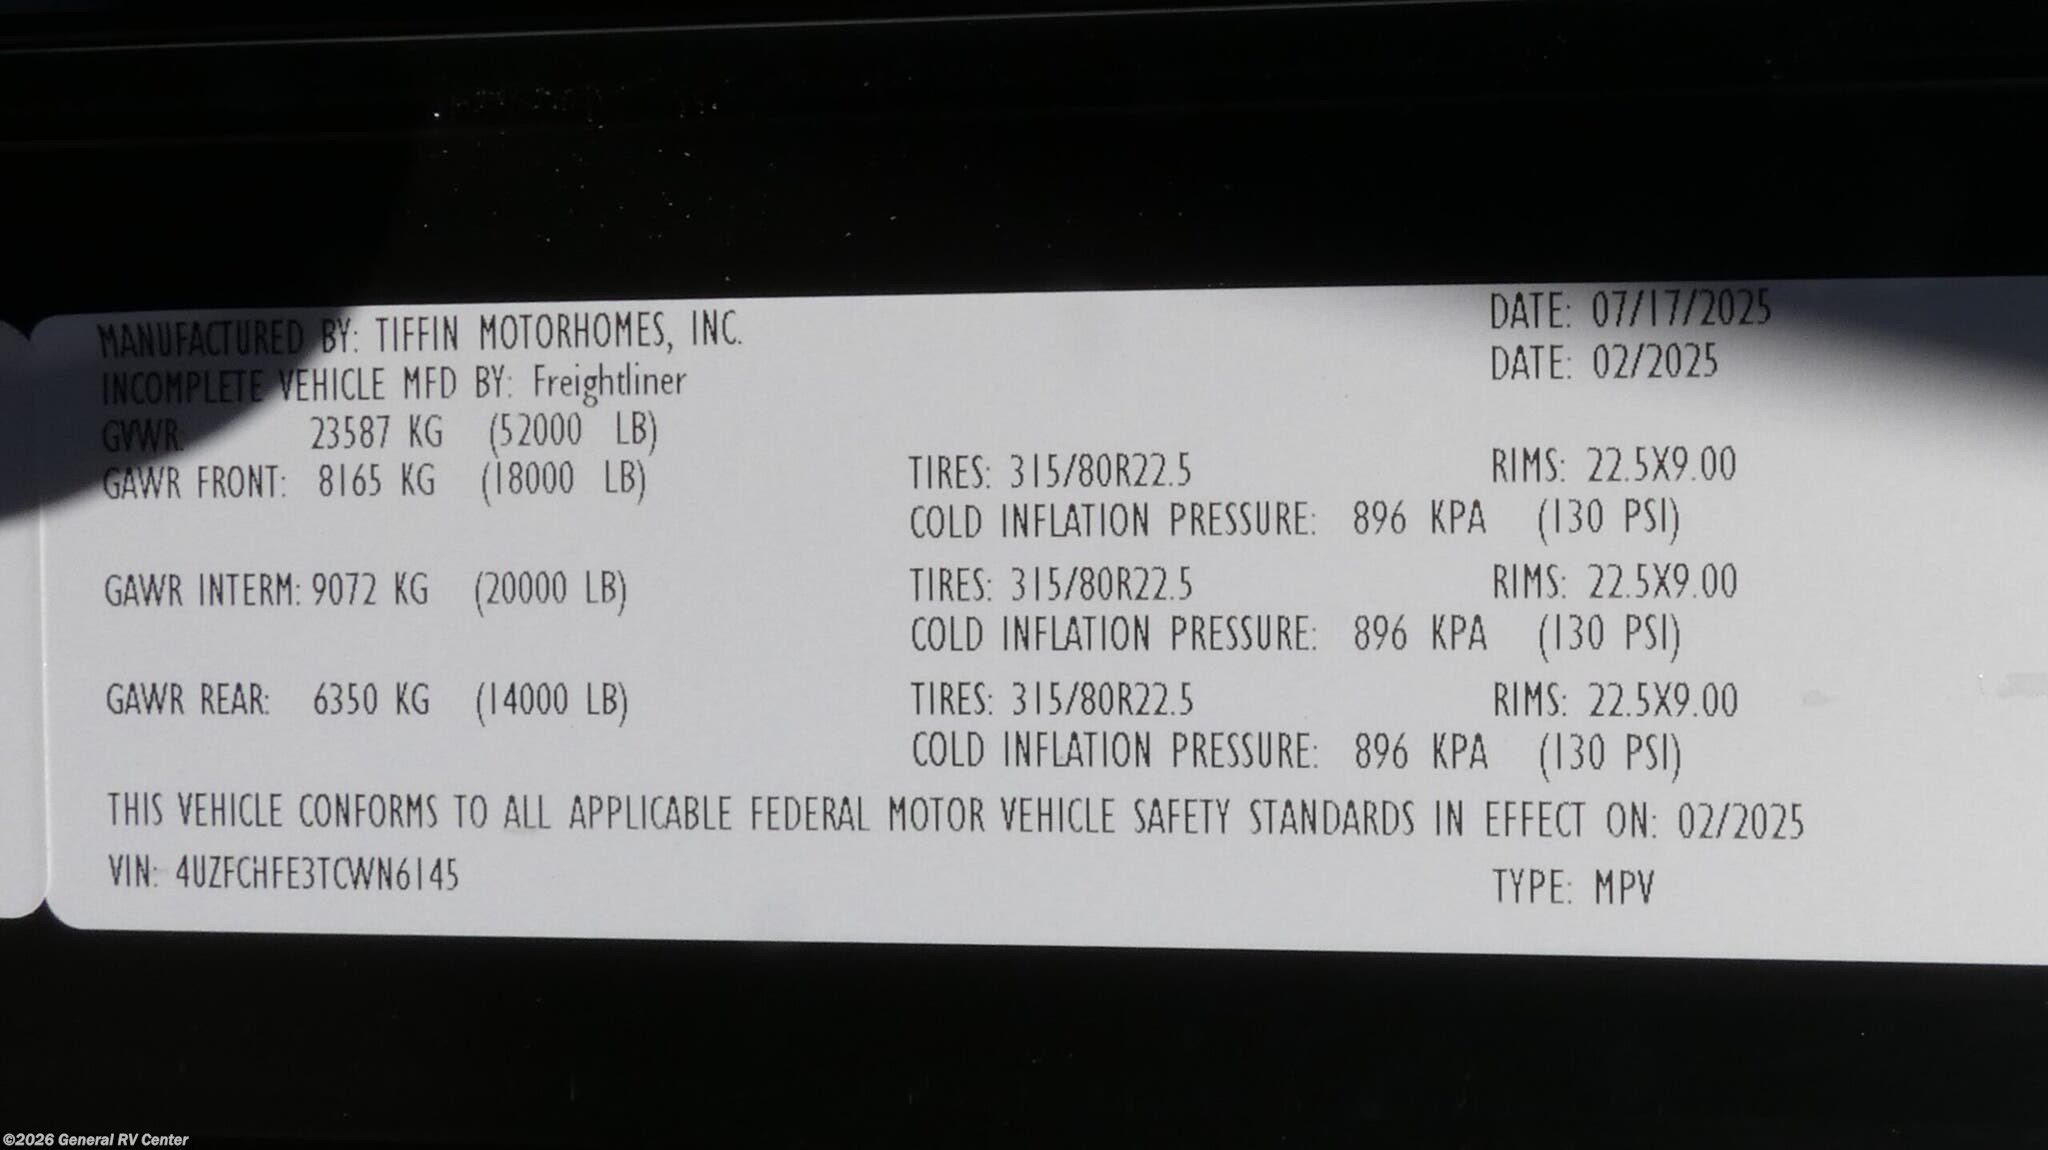 MANUFACTURED BY: TIFFIN MOTORHOMES, INC. DATE: 07/17/2025
INCOMPLETE VEHICLE MFD BY: Freightliner DATE: 02/2025
GVWR: 23587 KG (52000 LB)
GAWR FRONT: 8165 KG (18000 LB) TIRES: 315/80R22.5 RIMS: 22.5X9.00
COLD INFLATION PRESSURE: 896 KPA (130 PSI)
GAWR INTERM: 9072 KG (20000 LB) TIRES: 315/80R22.5 RIMS: 22.5X9.00
COLD INFLATION PRESSURE: 896 KPA (130 PSI)
GAWR REAR: 6350 KG (14000 LB) TIRES: 315/80R22.5 RIMS: 22.5X9.00
COLD INFLATION PRESSURE: 896 KPA (130 PSI)
THIS VEHICLE CONFORMS TO ALL APPLICABLE FEDERAL MOTOR VEHICLE SAFETY STANDARDS IN EFFECT ON: 02/2025
VIN: 4UZFCHFE3TCWN6145 TYPE: MPV
©2026 General RV Center